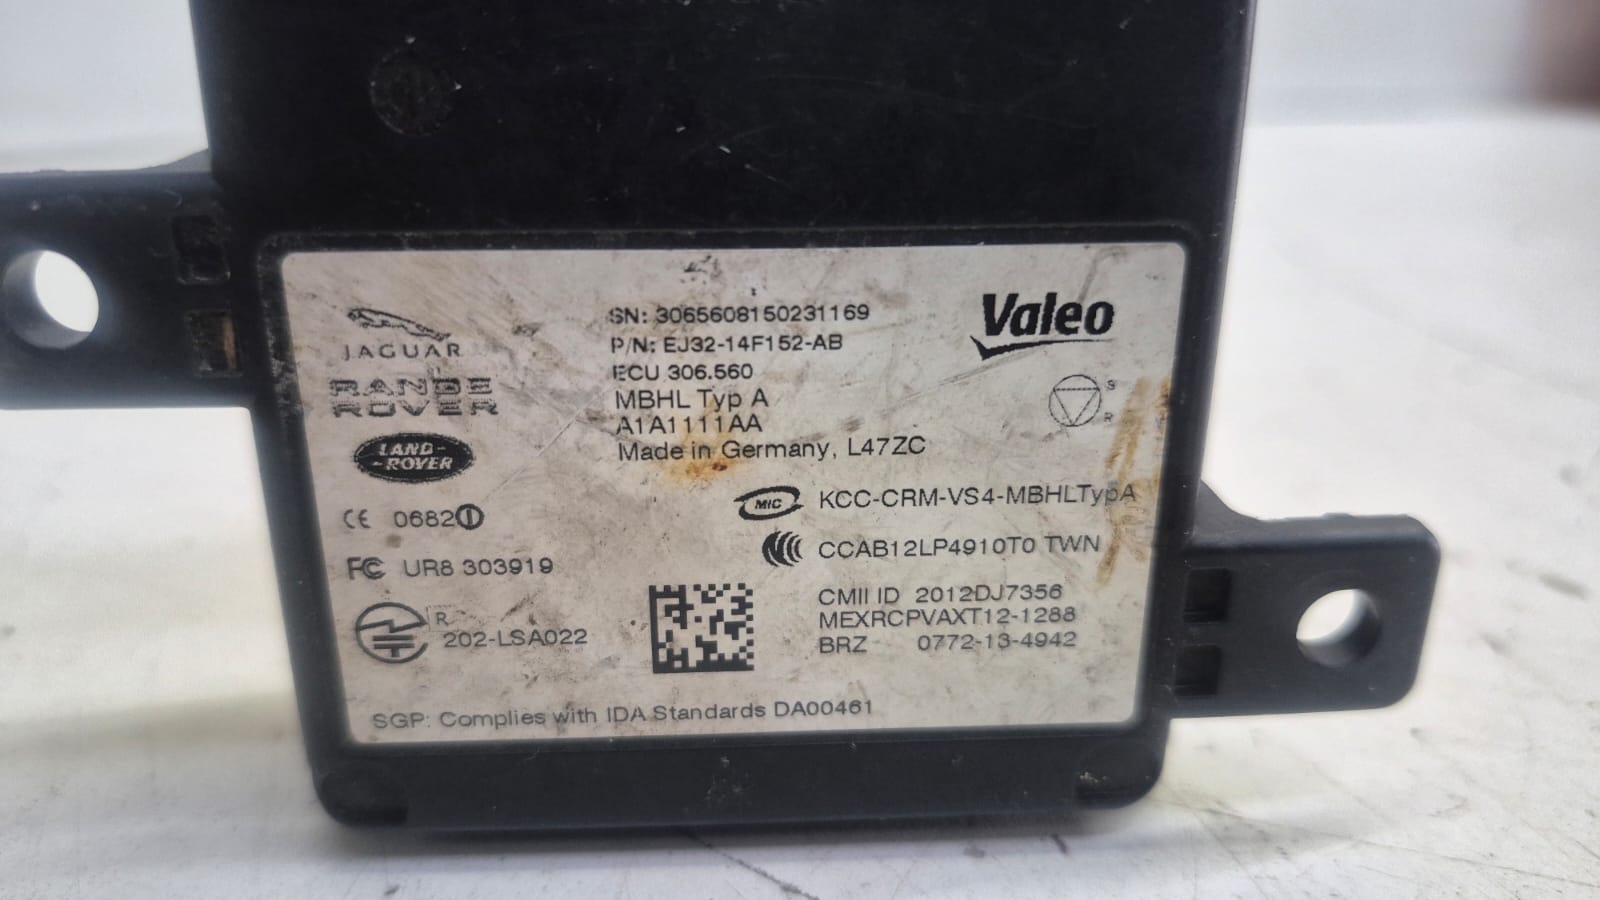 JAGUAR
RANGE
ROVER
LAND-
-ROVER
CE 0682
FC UR8 303919
R
202-LSA022
SN: 3065608150231169
P/N: EJ32-14F152-AB
ECU 306.560
MBHL Typ A
A1A1111AA
Made in Germany, L47ZC
Valeo
S
R
MIC KCC-CRM-VS4-MBHLTypA
CCAB12LP4910T0 TWN
CMII ID 2012DJ7356
MEXRCPVAXT12-1288
BRZ 0772-13-4942
SGP: Complies with IDA Standards DA00461